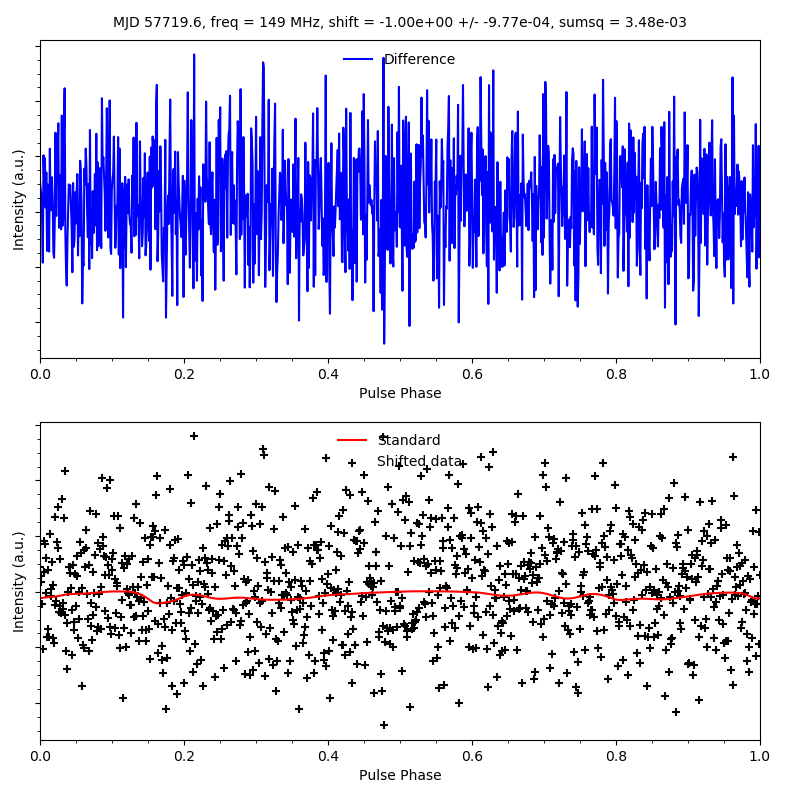 MJD 57719.6, freq = 149 MHz, shift = -1.00e+00 +/- -9.77e-04, sumsq = 3.48e-03
Difference
Intensity (a.u.)
0.0 0.2 0.4 0.6 0.8 1.0
Pulse Phase
Standard
Shifted data
Intensity (a.u.)
0.0 0.2 0.4 0.6 0.8 1.0
Pulse Phase